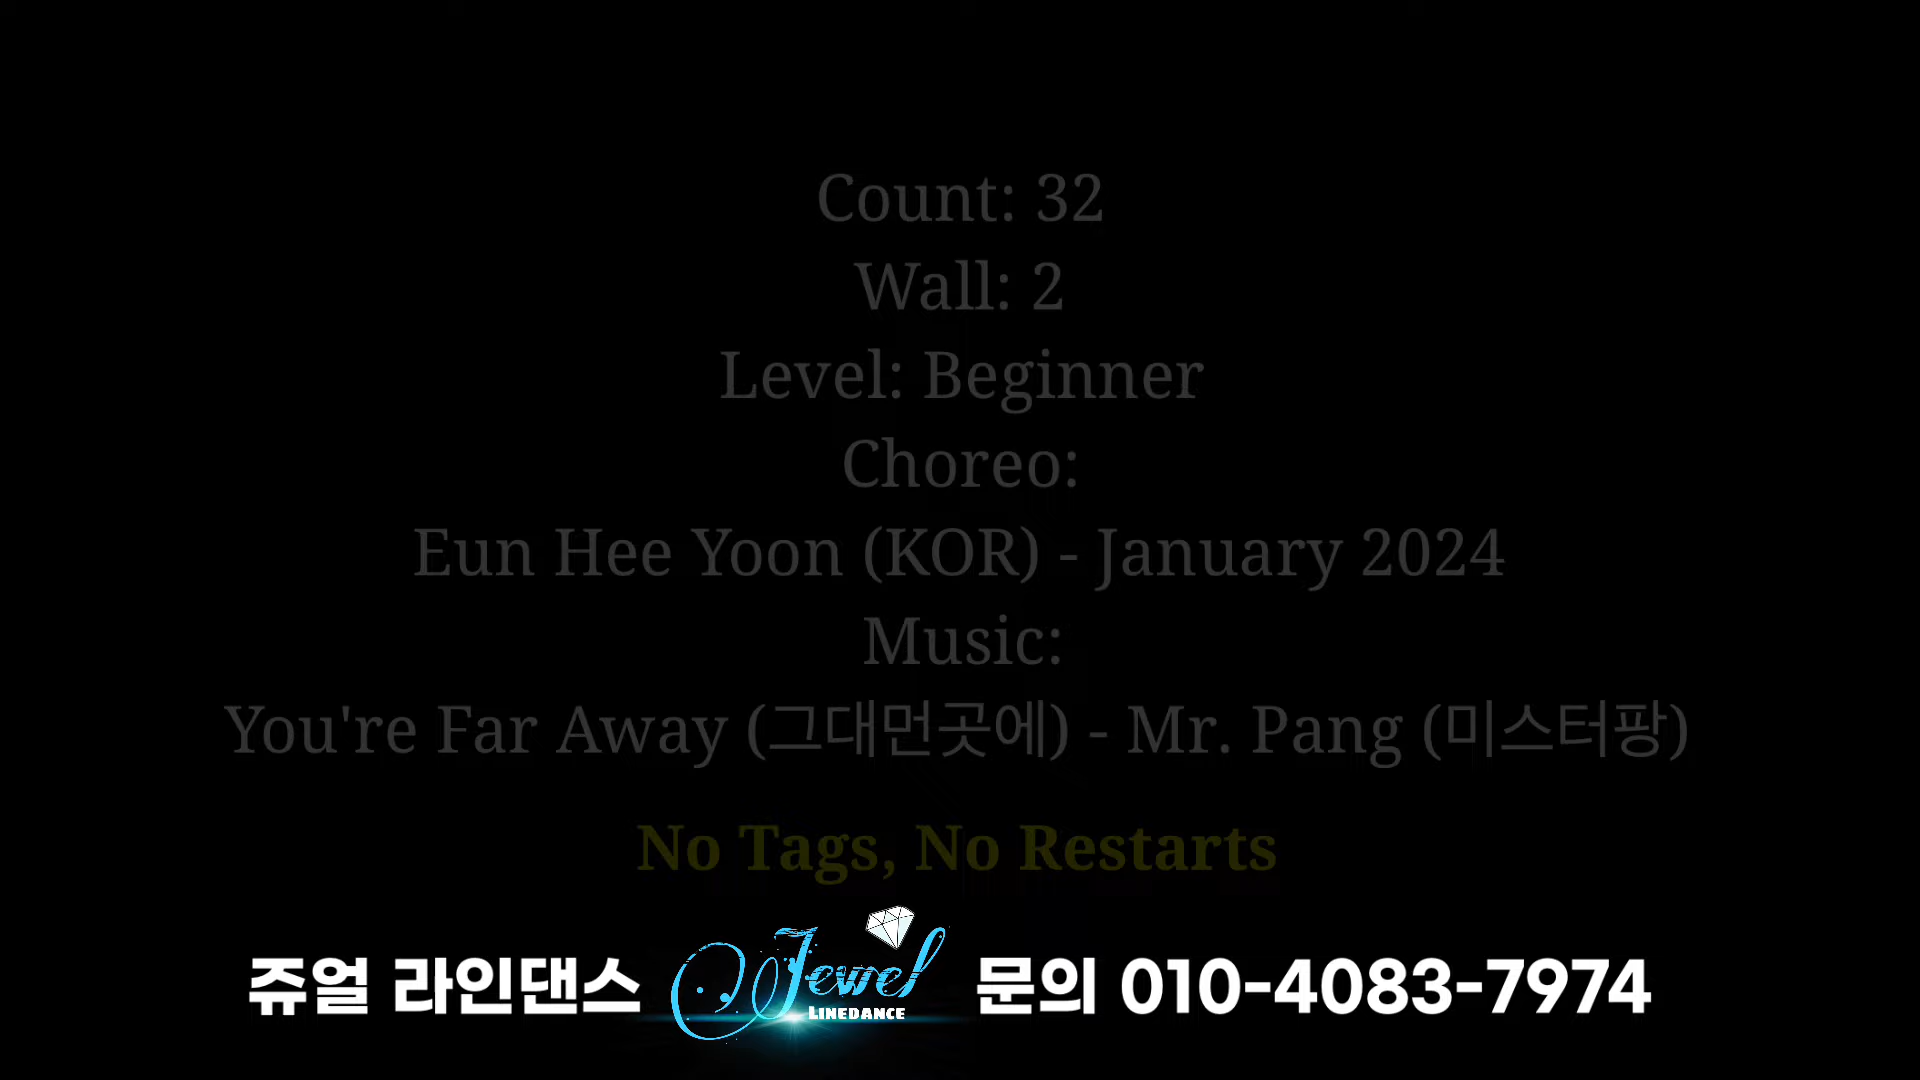 Count: 32
Wall: 2
Level: Beginner
Choreo:
Eun Hee Yoon (KOR) - January 2024
Music:
You're Far Away (그대먼곳에) - Mr. Pang (미스터팡)
No Tags, No Restarts
쥬얼 라인댄스 Jewel LINEDANCE 문의 010-4083-7974